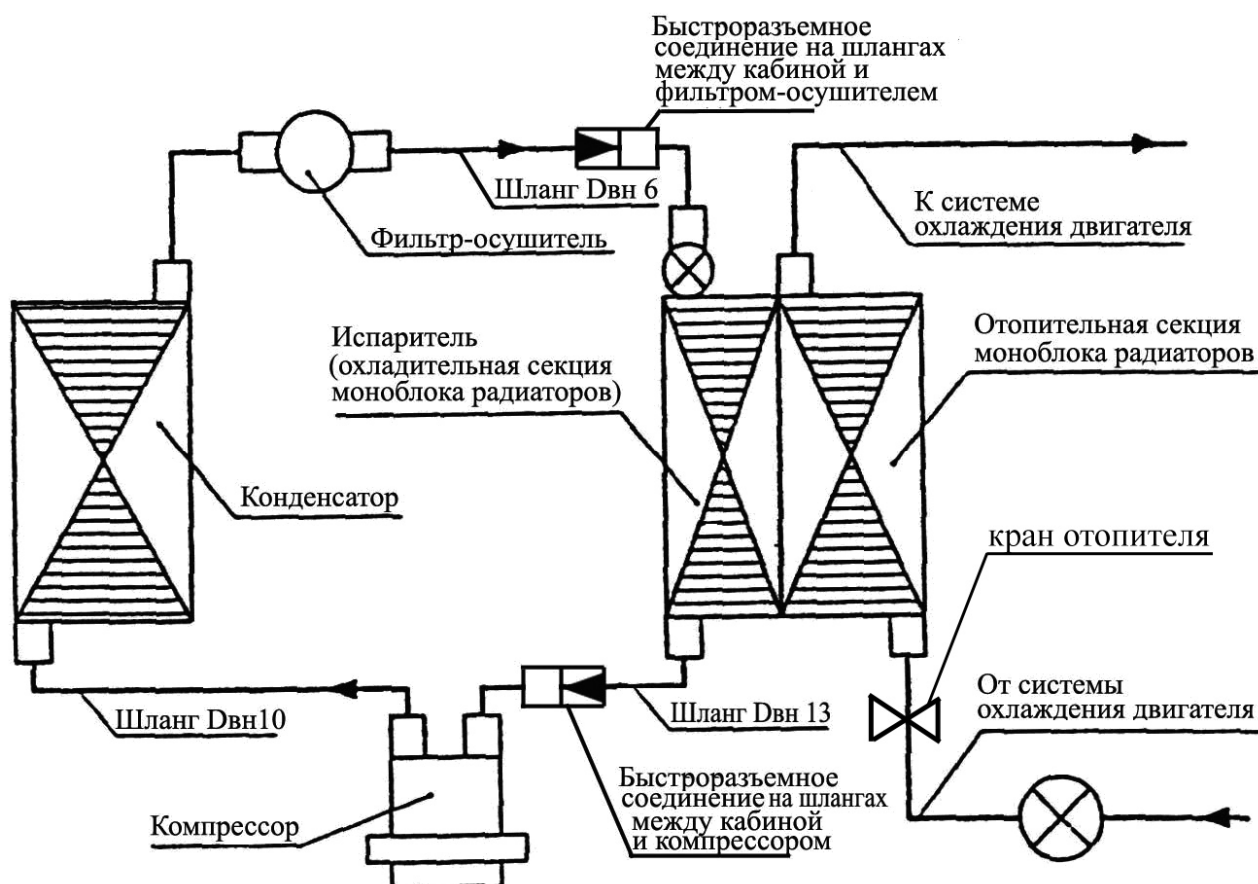 Быстроразъемное
соединение на шлангах
между кабиной и
фильтром-осушителем
Шланг Dвн 6
Фильтр-осушитель
К системе
охлаждения двигателя
Испаритель
(охладительная секция
моноблока радиаторов)
Отопительная секция
моноблока радиаторов
Конденсатор
кран отопителя
От системы
охлаждения двигателя
Шланг Dвн10
Шланг Dвн 13
Быстроразъемное
соединение на шлангах
между кабиной
и компрессором
Компрессор